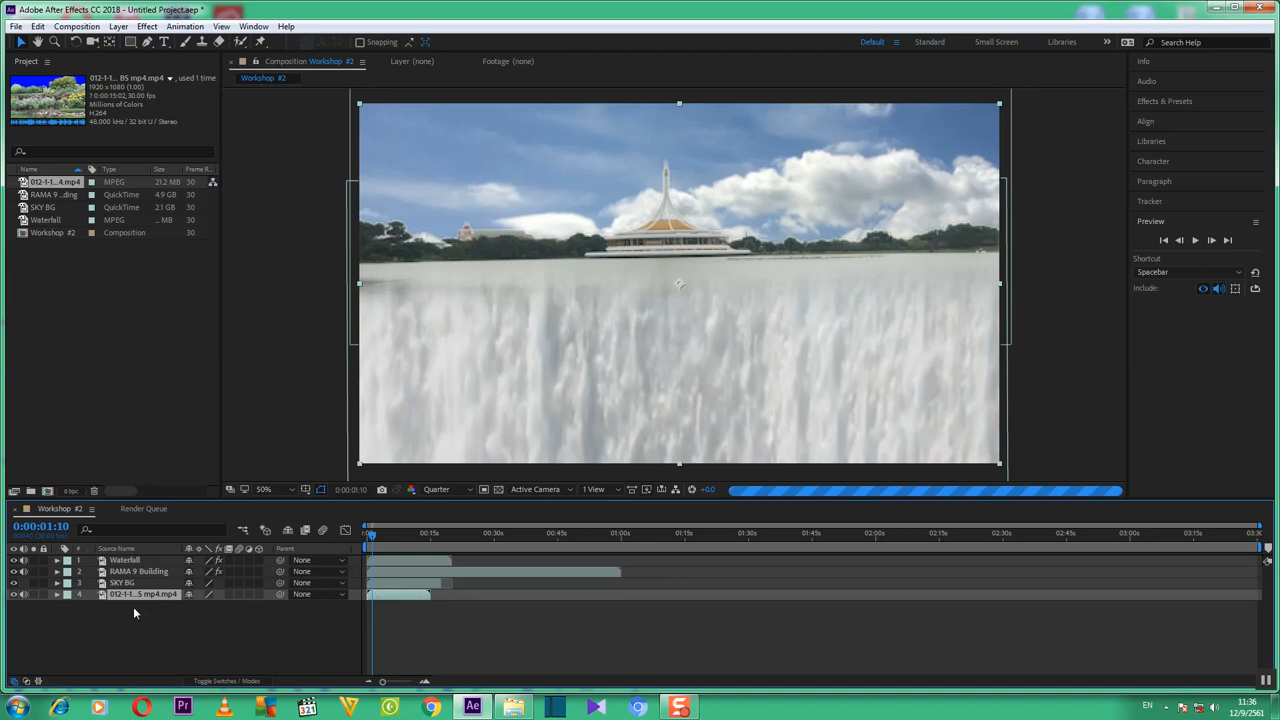 Adobe After Effects CC 2018 - Untitled Project.aep *
File Edit Composition Layer Effect Animation View Window Help
Snapping
Default Standard Small Screen Libraries Search Help
Project
Composition Workshop #2 Layer (none) Footage (none)
Workshop #2
012-1-1... BS mp4.mp4 , used 1 time
1920 x 1080 (1.00)
? 0:00:15:02, 30.00 fps
Millions of Colors
H.264
48.000 kHz / 32 bit U / Stereo
Name Type Size Frame R...
012-1-1...4.mp4 MPEG 21.2 MB 30
RAMA 9 ...ding QuickTime 4.9 GB 30
SKY BG QuickTime 2.1 GB 30
Waterfall MPEG ... MB 30
Workshop #2 Composition 30
Info
Audio
Effects & Presets
Align
Libraries
Character
Paragraph
Tracker
Preview
Shortcut
Spacebar
Include:
8 bpc
50% 0:00:01:10 Quarter Active Camera 1 View +0.0
Workshop #2 Render Queue
0:00:01:10
00040 (30.00 fps)
# Source Name Parent
1 Waterfall None
2 RAMA 9 Building None
3 SKY BG None
4 012-1-1...S mp4.mp4 None
00:15s 00:30s 00:45s 01:00s 01:15s 01:30s 01:45s 02:00s 02:15s 02:30s 02:45s 03:00s 03:15s 03:30
Toggle Switches / Modes
EN 11:36
12/9/2561